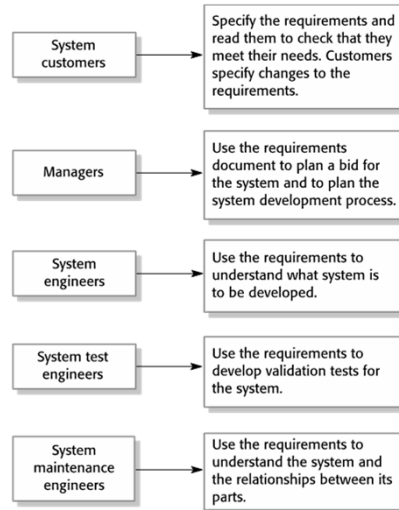 System
customers
Specify the requirements and
read them to check that they
meet their needs. Customers
specify changes to the
requirements.
Managers
Use the requirements
document to plan a bid for
the system and to plan the
system development process.
System
engineers
Use the requirements to
understand what system is
to be developed.
System test
engineers
Use the requirements to
develop validation tests for
the system.
System
maintenance
engineers
Use the requirements to
understand the system and
the relationships between its
parts.